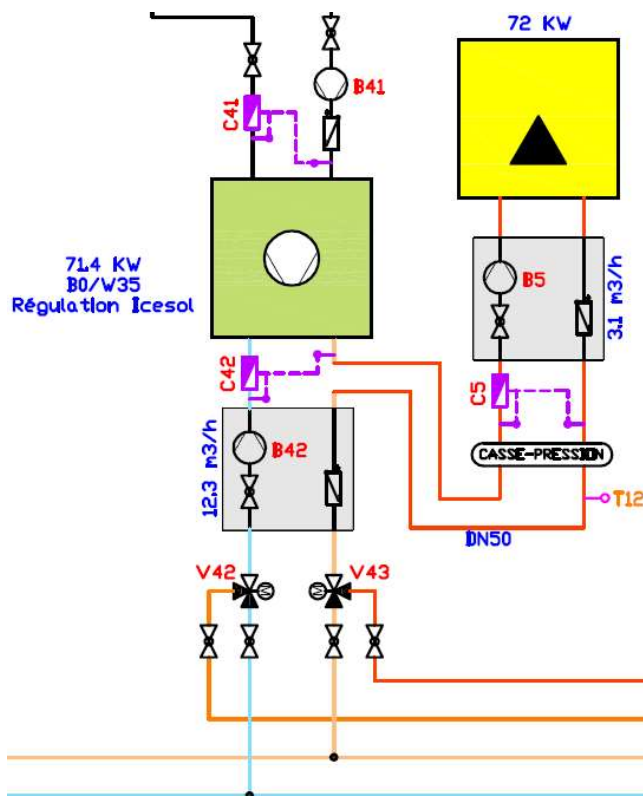 72 KW
B41
C41
71.4 KW
B0/W35
Régulation Icesol
B5
3.1 m3/h
C42
C5
B42
12.3 m3/h
CASSE-PRESSION
T12
DN50
V42
V43
M
M